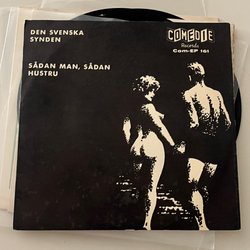 DEN SVENSKA
SYNDEN
SÅDAN MAN, SÅDAN
HUSTRU
COMEDIE
Records
Com-EP 161